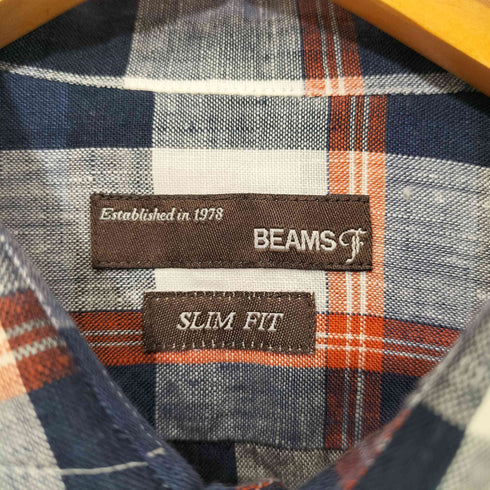 Established in 1978
BEAMS F
SLIM FIT